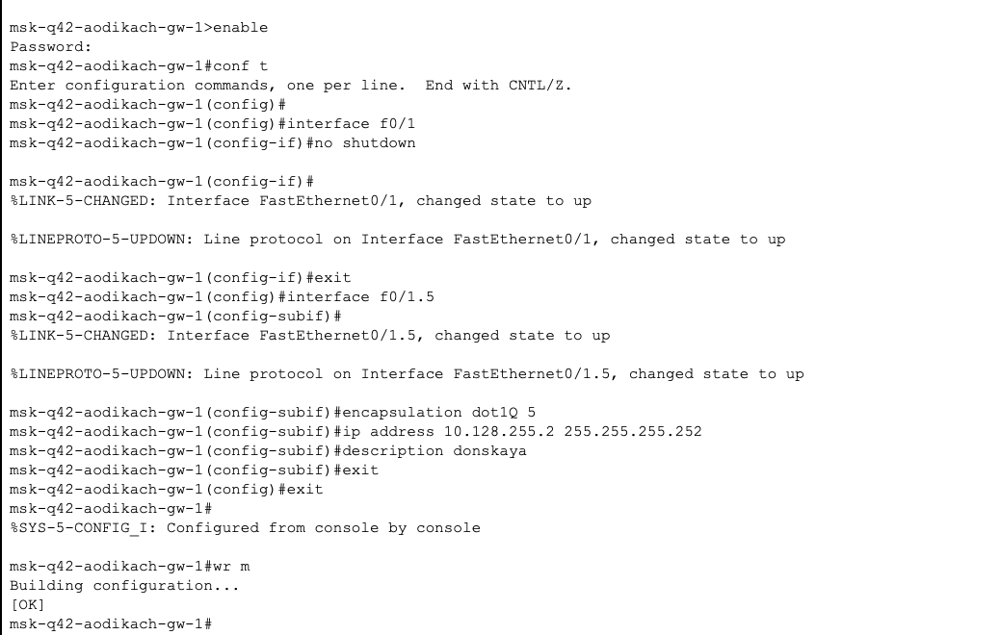 msk-q42-aodikach-gw-1>enable
Password:
msk-q42-aodikach-gw-1#conf t
Enter configuration commands, one per line.  End with CNTL/Z.
msk-q42-aodikach-gw-1(config)#
msk-q42-aodikach-gw-1(config)#interface f0/1
msk-q42-aodikach-gw-1(config-if)#no shutdown
msk-q42-aodikach-gw-1(config-if)#
%LINK-5-CHANGED: Interface FastEthernet0/1, changed state to up
%LINEPROTO-5-UPDOWN: Line protocol on Interface FastEthernet0/1, changed state to up
msk-q42-aodikach-gw-1(config-if)#exit
msk-q42-aodikach-gw-1(config)#interface f0/1.5
msk-q42-aodikach-gw-1(config-subif)#
%LINK-5-CHANGED: Interface FastEthernet0/1.5, changed state to up
%LINEPROTO-5-UPDOWN: Line protocol on Interface FastEthernet0/1.5, changed state to up
msk-q42-aodikach-gw-1(config-subif)#encapsulation dot1Q 5
msk-q42-aodikach-gw-1(config-subif)#ip address 10.128.255.2 255.255.255.252
msk-q42-aodikach-gw-1(config-subif)#description donskaya
msk-q42-aodikach-gw-1(config-subif)#exit
msk-q42-aodikach-gw-1(config)#exit
msk-q42-aodikach-gw-1#
%SYS-5-CONFIG_I: Configured from console by console
msk-q42-aodikach-gw-1#wr m
Building configuration...
[OK]
msk-q42-aodikach-gw-1#